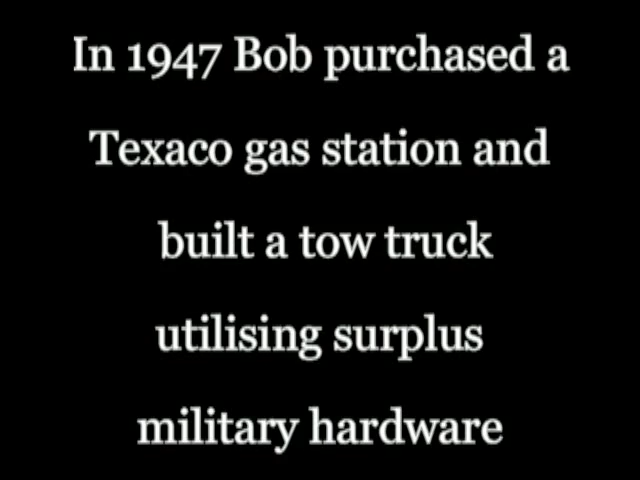 In 1947 Bob purchased a
Texaco gas station and
built a tow truck
utilising surplus
military hardware